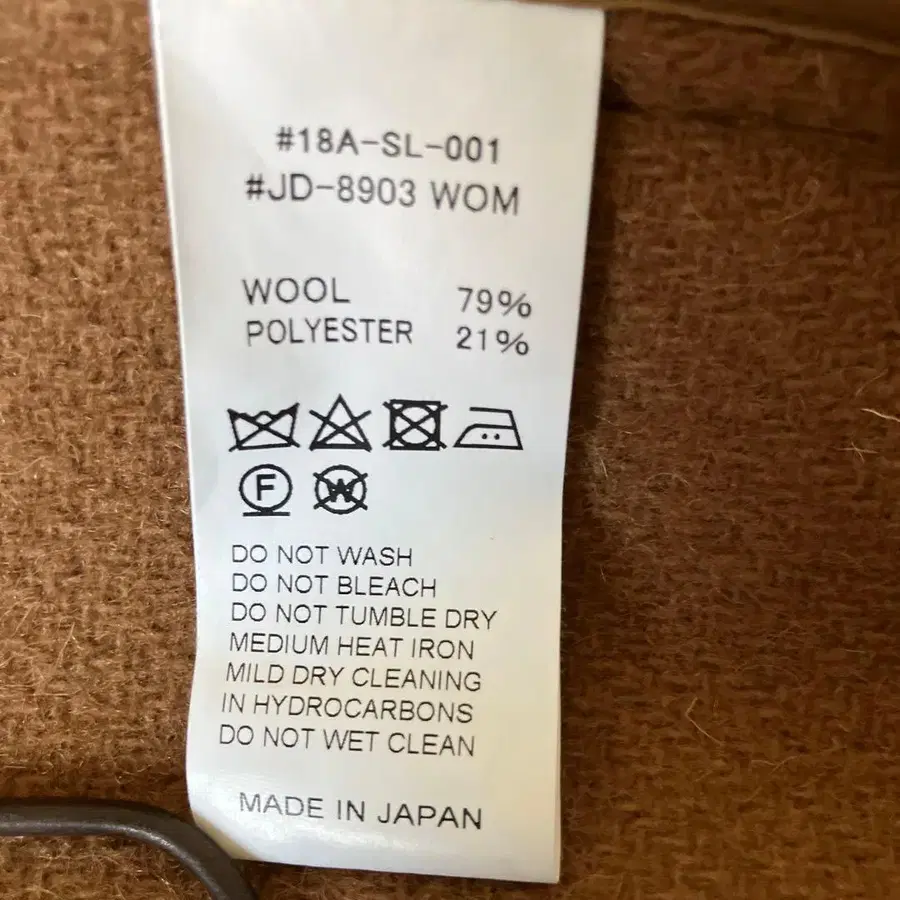 #18A-SL-001
#JD-8903 WOM
WOOL 79%
POLYESTER 21%
F W
DO NOT WASH
DO NOT BLEACH
DO NOT TUMBLE DRY
MEDIUM HEAT IRON
MILD DRY CLEANING
IN HYDROCARBONS
DO NOT WET CLEAN
MADE IN JAPAN